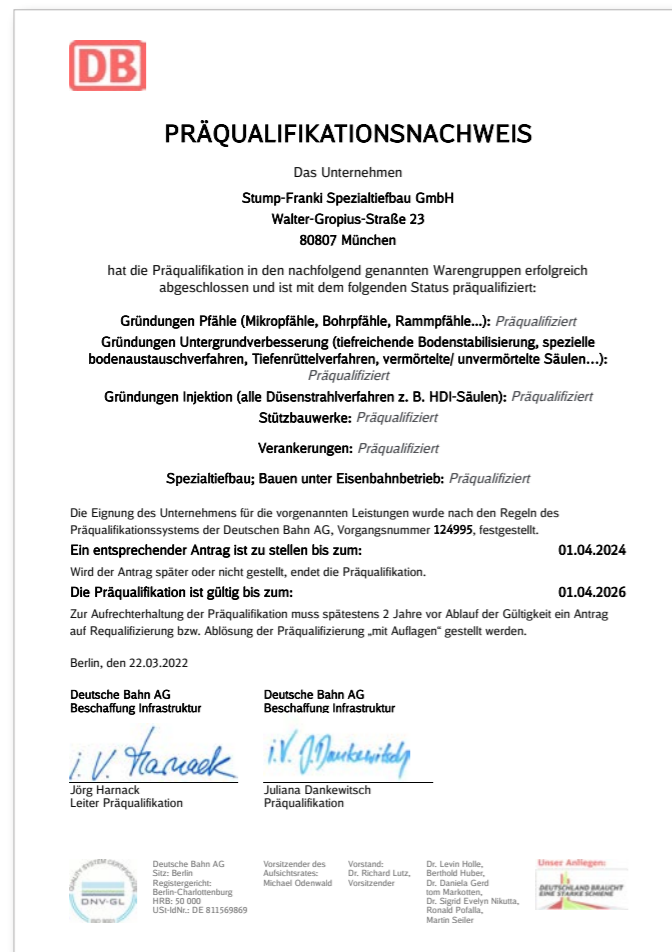 DB
PRÄQUALIFIKATIONSNACHWEIS
Das Unternehmen
Stump-Franki Spezialtiefbau GmbH
Walter-Gropius-Straße 23
80807 München
hat die Präqualifikation in den nachfolgend genannten Warengruppen erfolgreich
abgeschlossen und ist mit dem folgenden Status präqualifiziert:
Gründungen Pfähle (Mikropfähle, Bohrpfähle, Rammpfähle...): Präqualifiziert
Gründungen Untergrundverbesserung (tiefreichende Bodenstabilisierung, spezielle
bodenaustauschverfahren, Tiefenrüttelverfahren, vermörtelte/ unvermörtelte Säulen...):
Präqualifiziert
Gründungen Injektion (alle Düsenstrahlverfahren z. B. HDI-Säulen): Präqualifiziert
Stützbauwerke: Präqualifiziert
Verankerungen: Präqualifiziert
Spezialtiefbau; Bauen unter Eisenbahnbetrieb: Präqualifiziert
Die Eignung des Unternehmens für die vorgenannten Leistungen wurde nach den Regeln des
Präqualifikationssystems der Deutschen Bahn AG, Vorgangsnummer 124995, festgestellt.
Ein entsprechender Antrag ist zu stellen bis zum: 01.04.2024
Wird der Antrag später oder nicht gestellt, endet die Präqualifikation.
Die Präqualifikation ist gültig bis zum: 01.04.2026
Zur Aufrechterhaltung der Präqualifikation muss spätestens 2 Jahre vor Ablauf der Gültigkeit ein Antrag
auf Requalifizierung bzw. Ablösung der Präqualifizierung „mit Auflagen" gestellt werden.
Berlin, den 22.03.2022
Deutsche Bahn AG
Beschaffung Infrastruktur
i. V. Harnack
Jörg Harnack
Leiter Präqualifikation
Deutsche Bahn AG
Beschaffung Infrastruktur
i.V. J. Dankewitsch
Juliana Dankewitsch
Präqualifikation
QUALITY SYSTEM CERTIFICATION
DNV·GL
ISO 9001
Deutsche Bahn AG
Sitz: Berlin
Registergericht:
Berlin-Charlottenburg
HRB: 50 000
USt-IdNr.: DE 811569869
Vorsitzender des
Aufsichtsrates:
Michael Odenwald
Vorstand:
Dr. Richard Lutz,
Vorsitzender
Dr. Levin Holle,
Berthold Huber,
Dr. Daniela Gerd
tom Markotten,
Dr. Sigrid Evelyn Nikutta,
Ronald Pofalla,
Martin Seiler
Unser Anliegen:
DEUTSCHLAND BRAUCHT
EINE STARKE SCHIENE